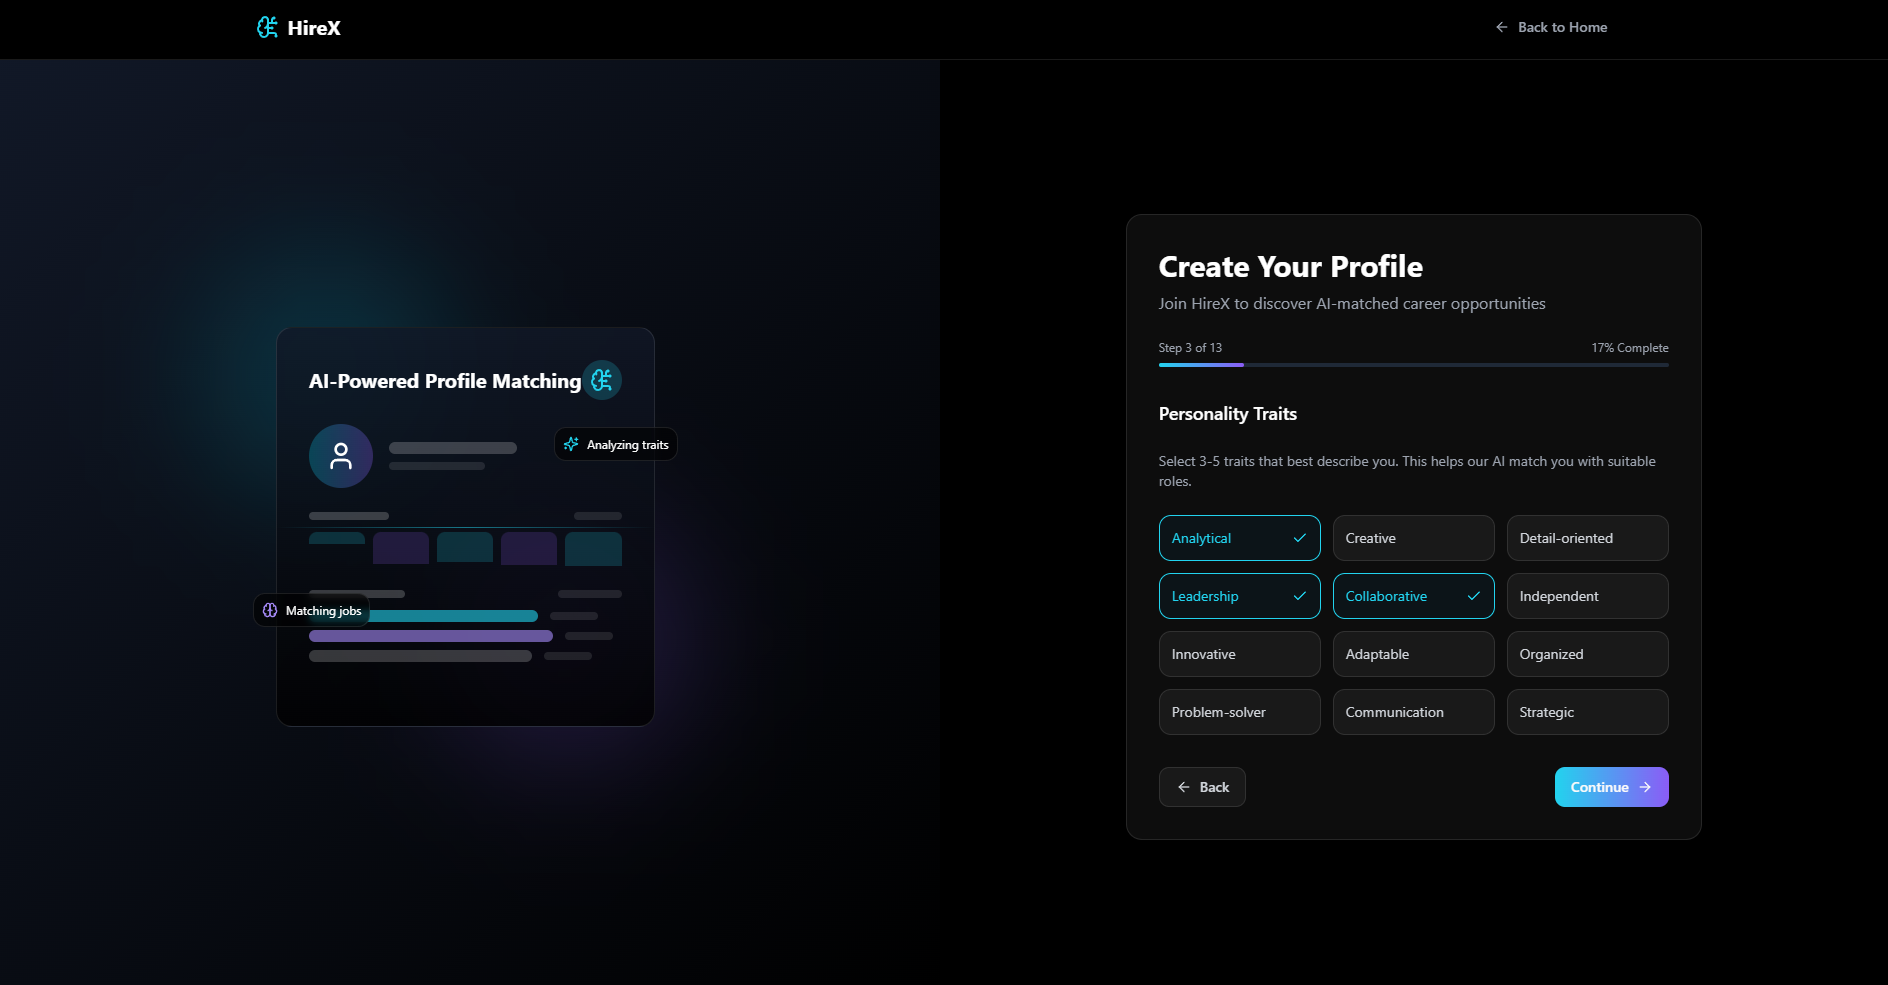 HireX
Back to Home
AI-Powered Profile Matching
Analyzing traits
Matching jobs
Create Your Profile
Join HireX to discover AI-matched career opportunities
Step 3 of 13
17% Complete
Personality Traits
Select 3-5 traits that best describe you. This helps our AI match you with suitable
roles.
Analytical
Creative
Detail-oriented
Leadership
Collaborative
Independent
Innovative
Adaptable
Organized
Problem-solver
Communication
Strategic
Back
Continue